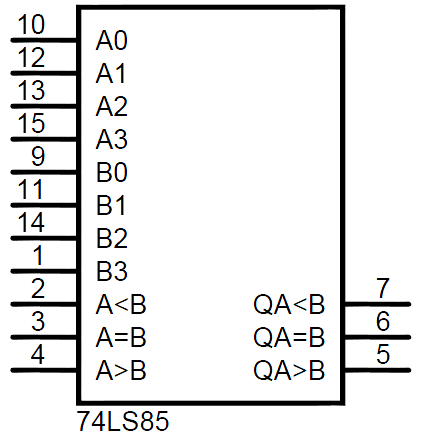 10 A0
12 A1
13 A2
15 A3
9 B0
11 B1
14 B2
1 B3
2 A<B QA<B 7
3 A=B QA=B 6
4 A>B QA>B 5
74LS85